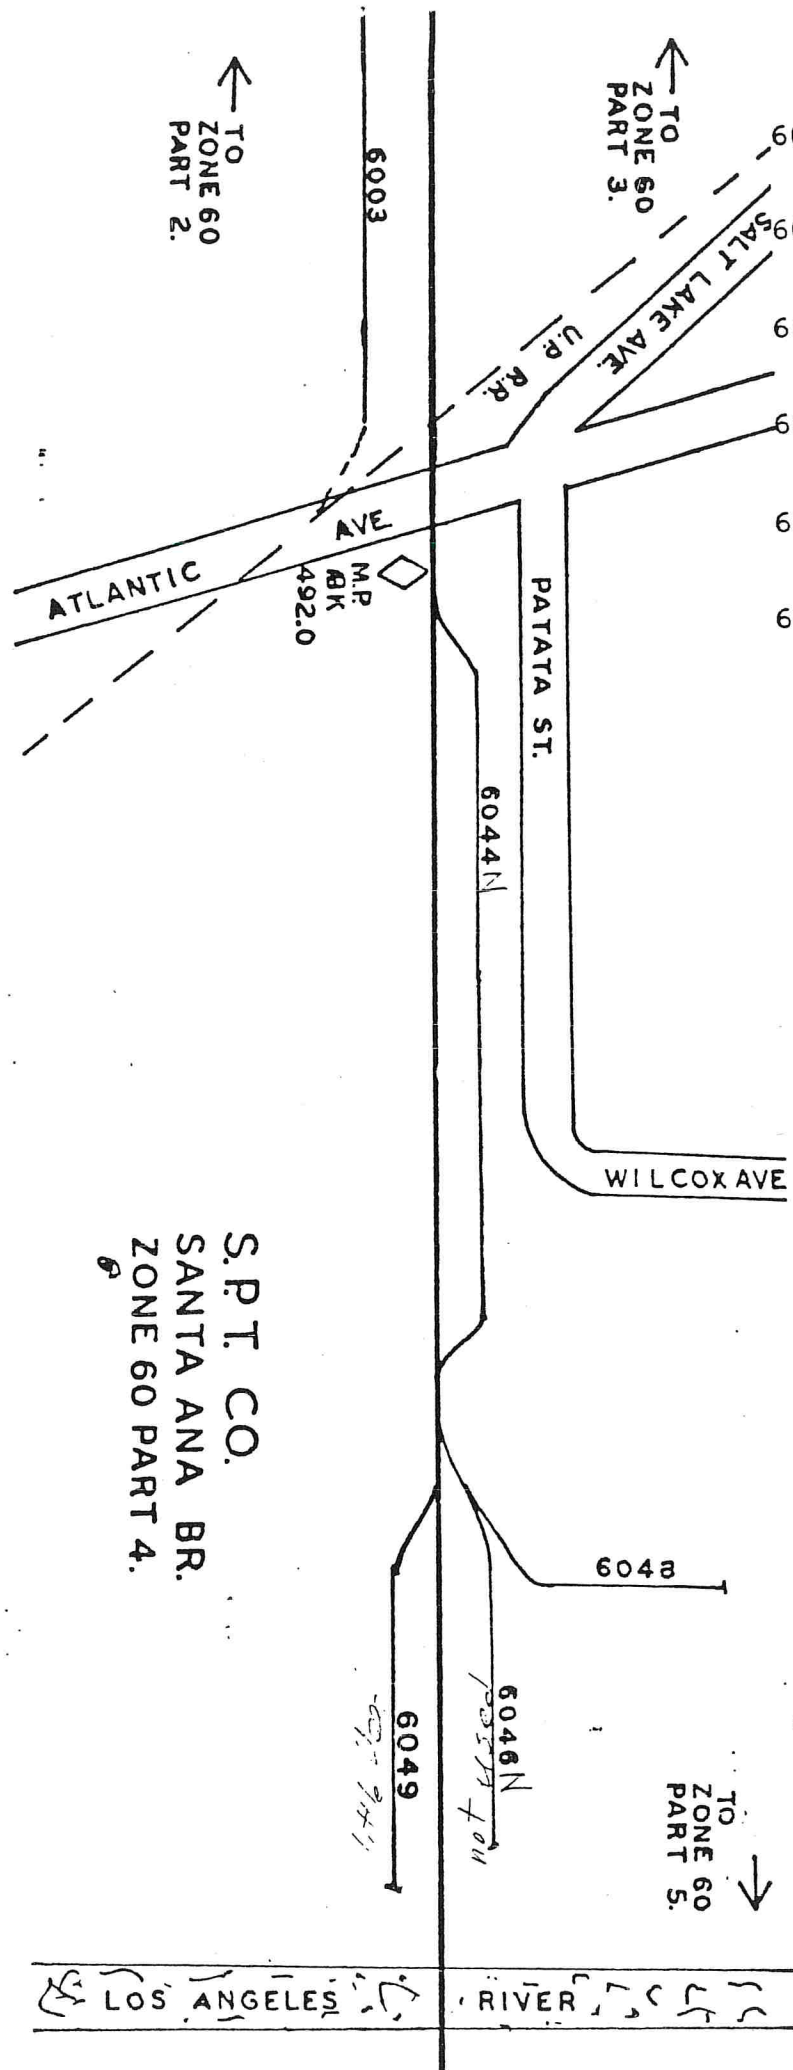 TO
ZONE 60
PART 2.
TO
ZONE 60
PART 3.
6003
SALT LAKE AVE.
U.P. R.R.
ATLANTIC AVE
M.P.
BK
492.0
PATATA ST.
6044N
WILCOX AVE
S.P.T. CO.
SANTA ANA BR.
ZONE 60 PART 4.
6048
6046N
not used
6049
TO
ZONE 60
PART 5.
LOS ANGELES RIVER